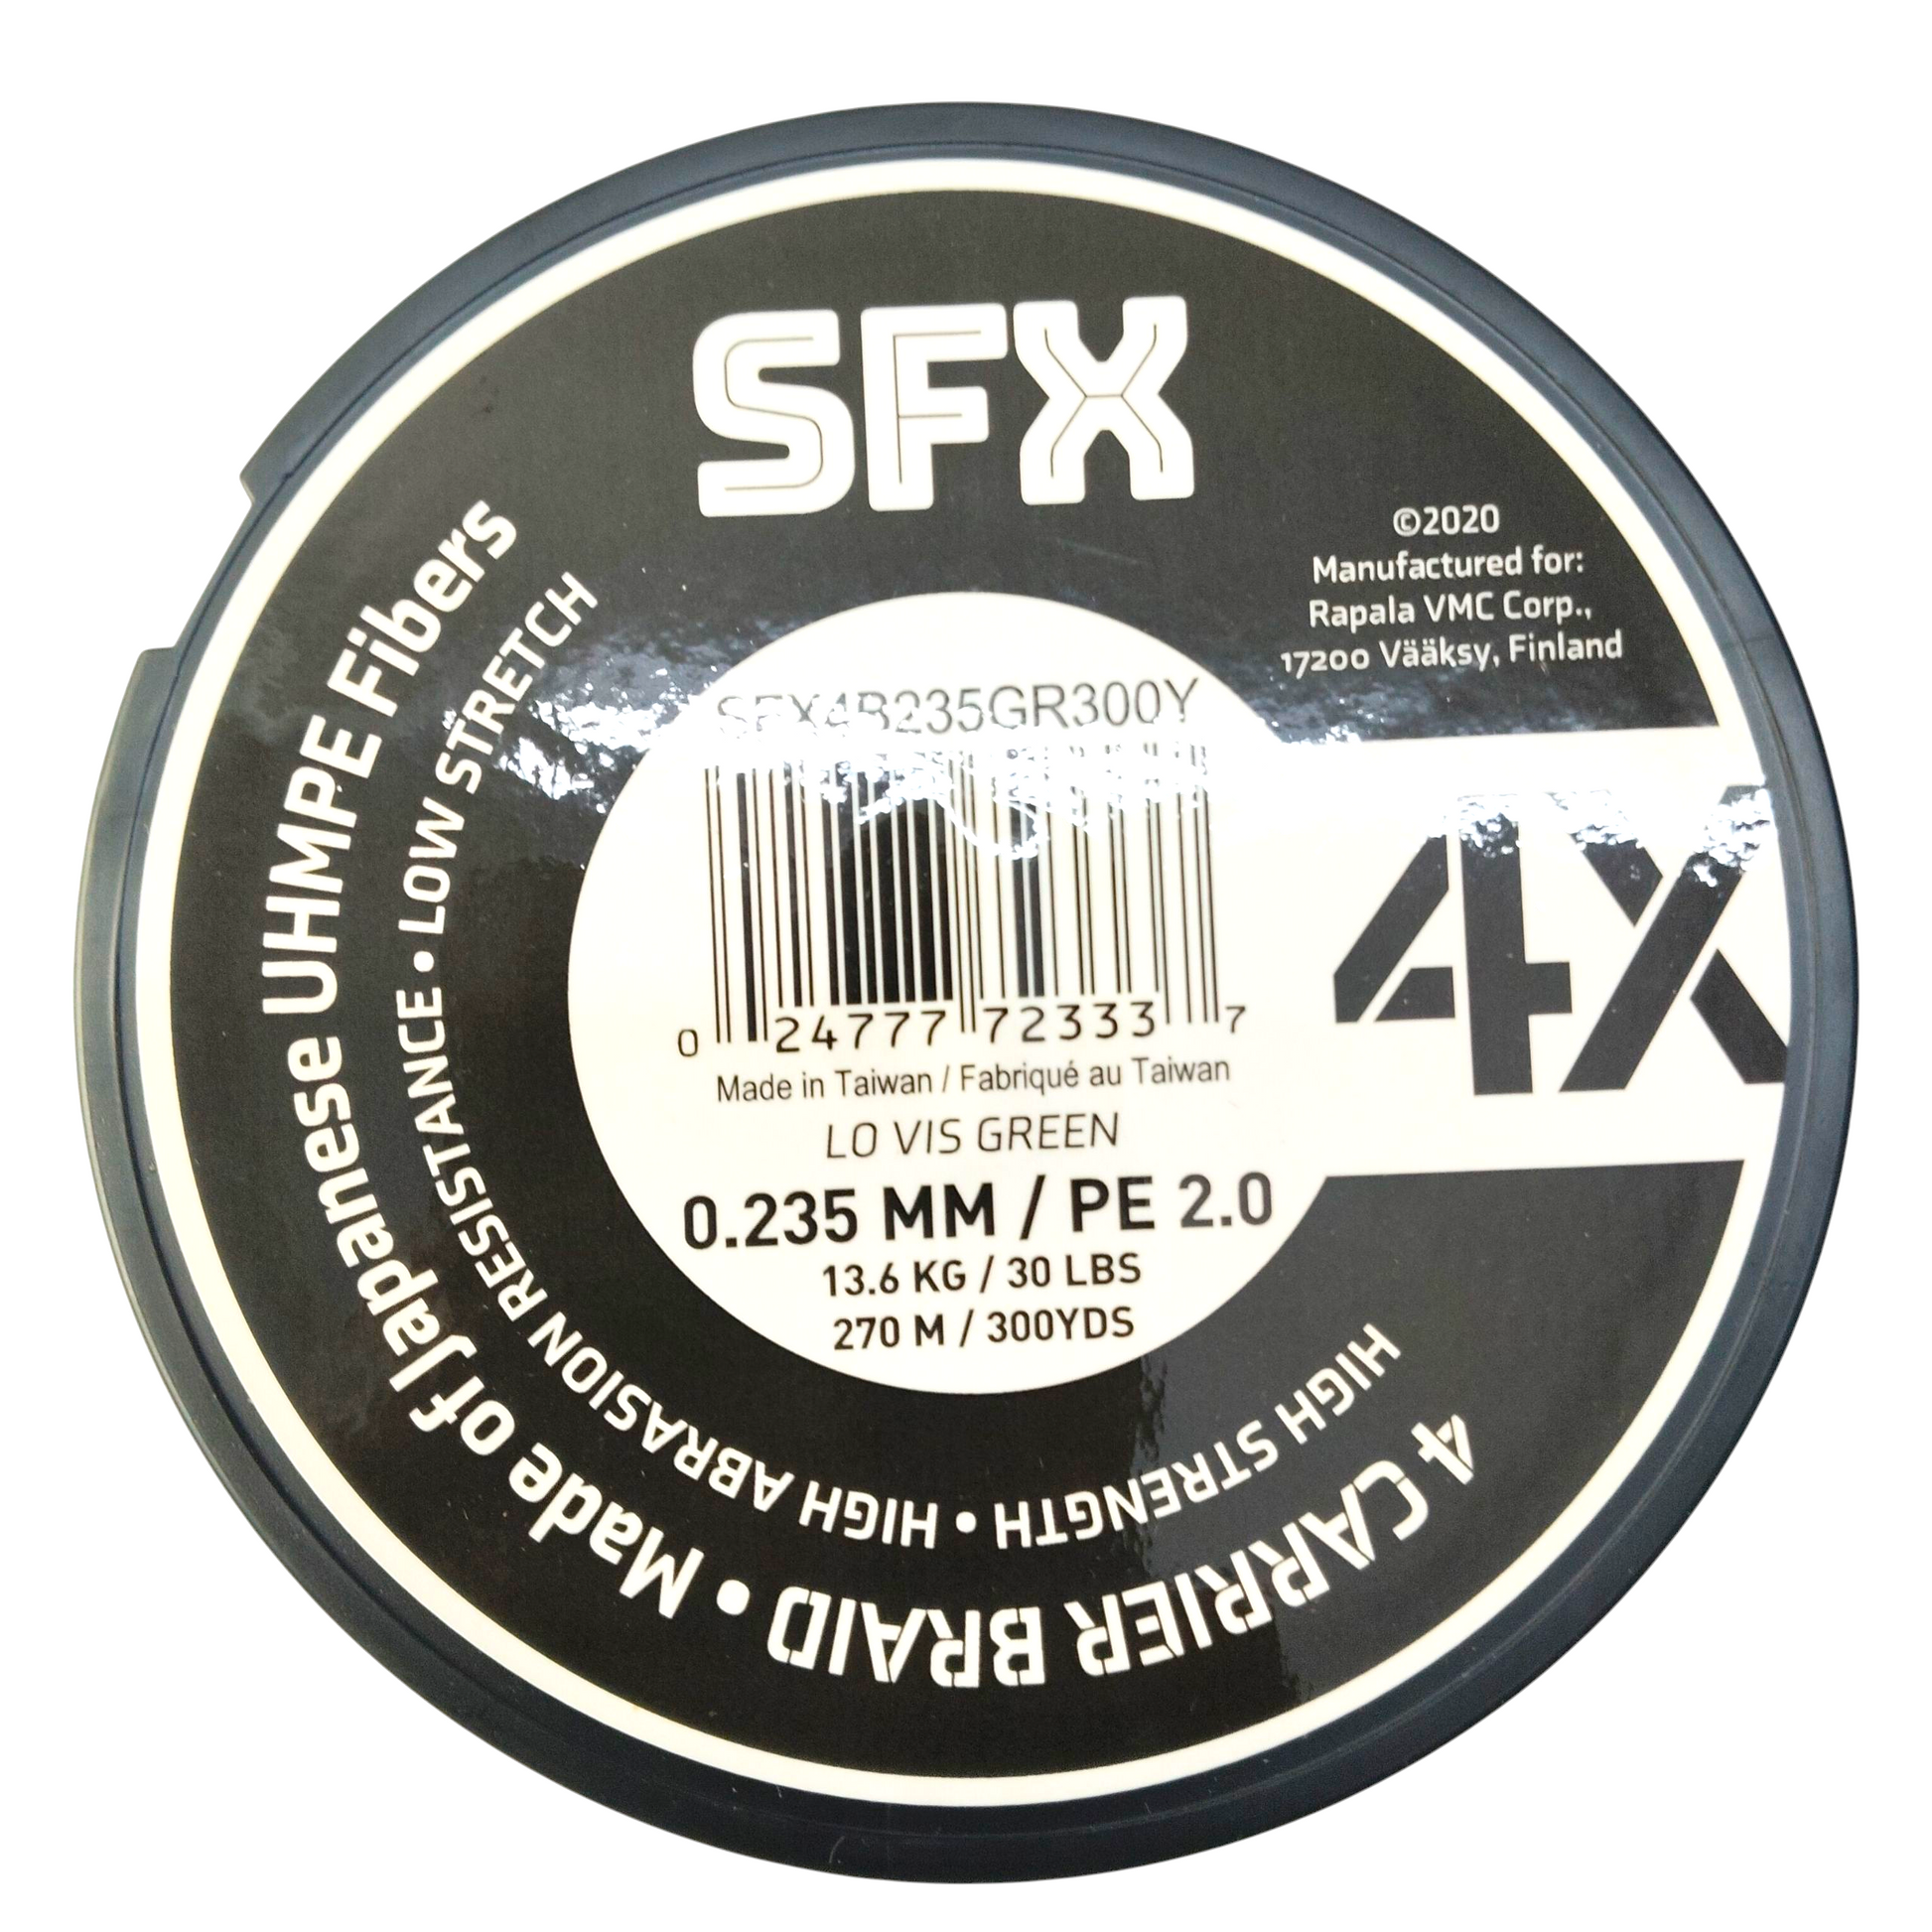 SFX
©2020
Manufactured for:
Rapala VMC Corp.,
17200 Vääksy, Finland
SFX4B235GR300Y
4X
0 24777 72333 7
Made in Taiwan / Fabriqué au Taiwan
LO VIS GREEN
0.235 MM / PE 2.0
13.6 KG / 30 LBS
270 M / 300YDS
HIGH STRENGTH • HIGH ABRASION RESISTANCE • LOW STRETCH
4 CARRIER BRAID • Made of Japanese UHMPE Fibers